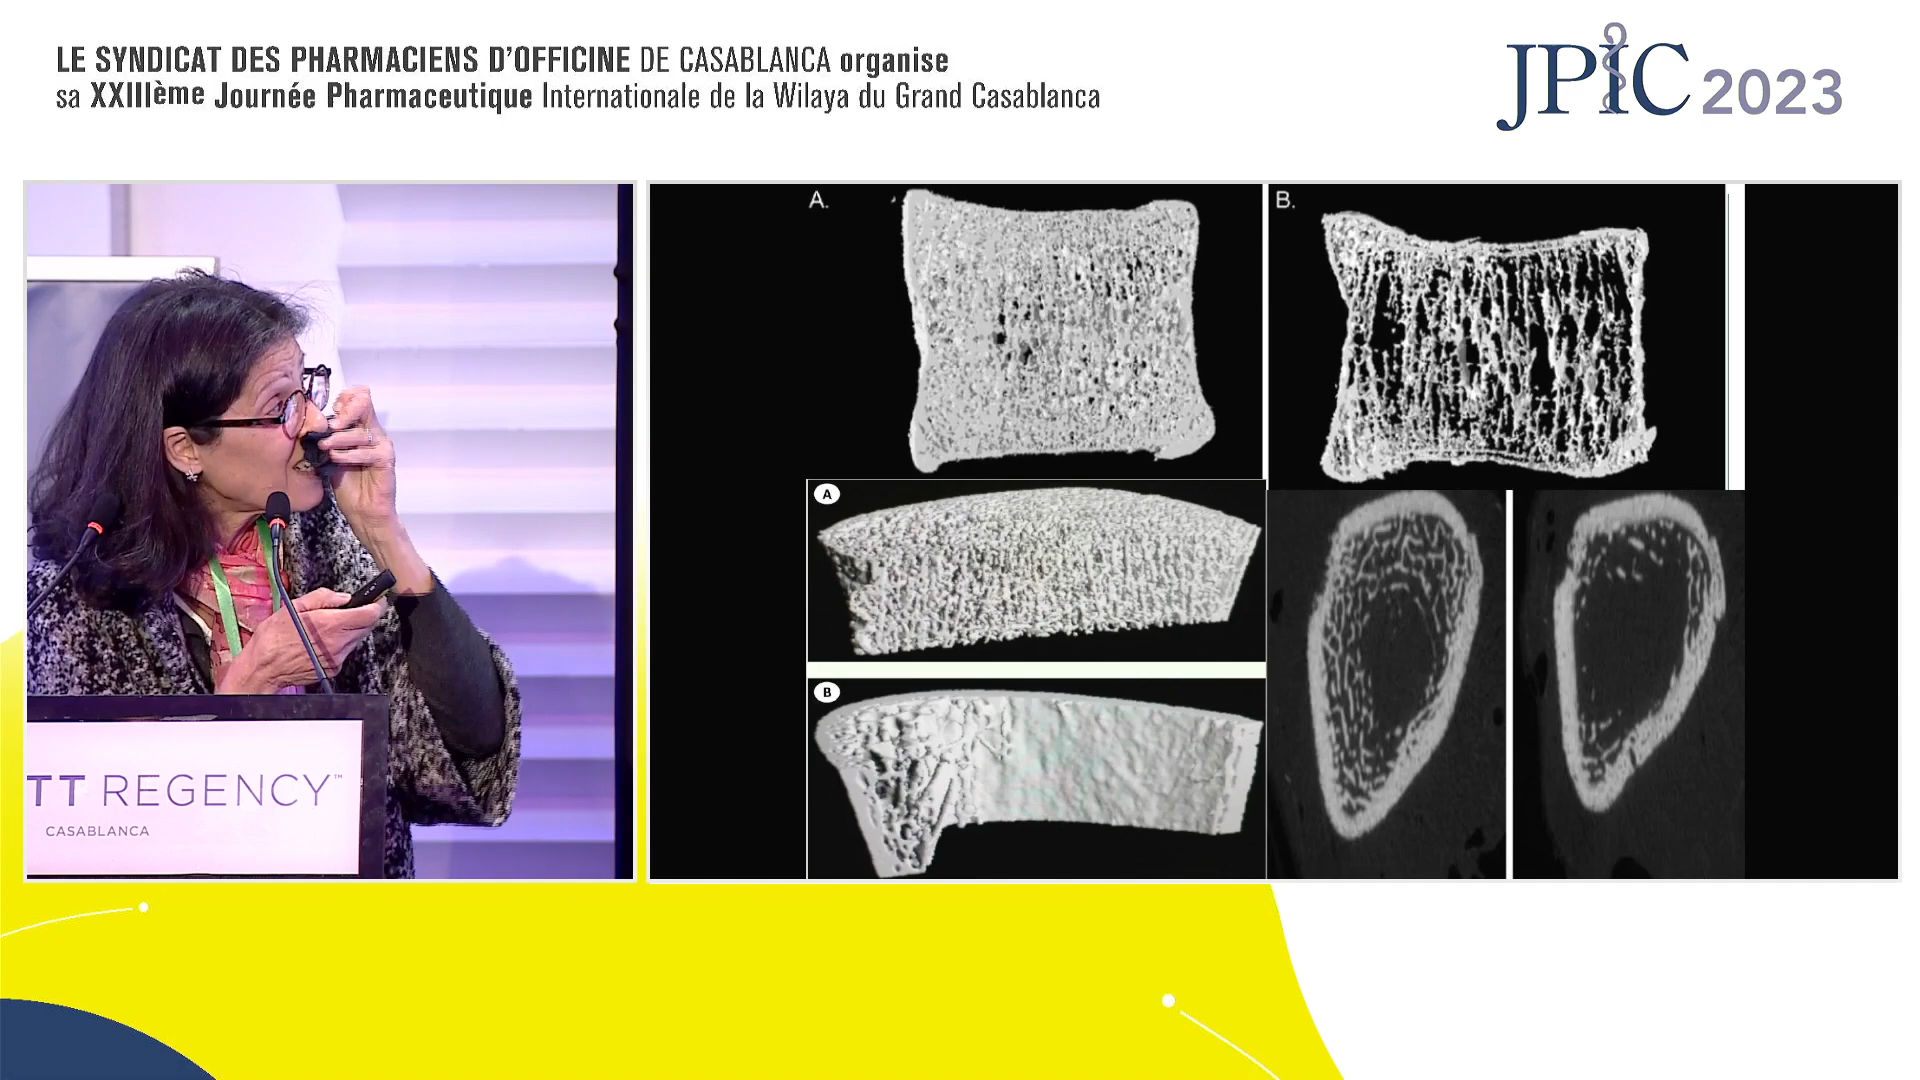 LE SYNDICAT DES PHARMACIENS D'OFFICINE DE CASABLANCA organise
sa XXIIIème Journée Pharmaceutique Internationale de la Wilaya du Grand Casablanca
JPIC 2023
A.
B.
A
B
TT REGENCY™
CASABLANCA